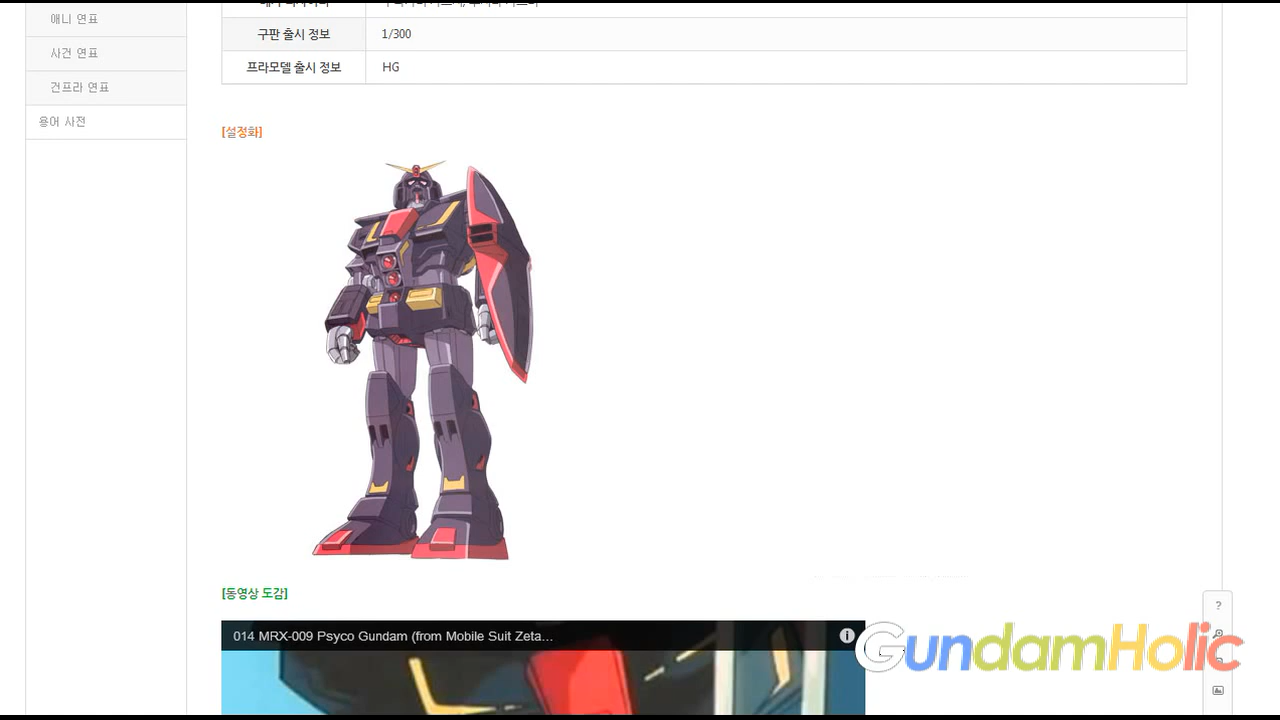 애니 연표
구판 출시 정보 1/300
사건 연표
프라모델 출시 정보 HG
건프라 연표
용어 사전
[설정화]
[동영상 도감]
014 MRX-009 Psyco Gundam (from Mobile Suit Zeta...
GundamHolic